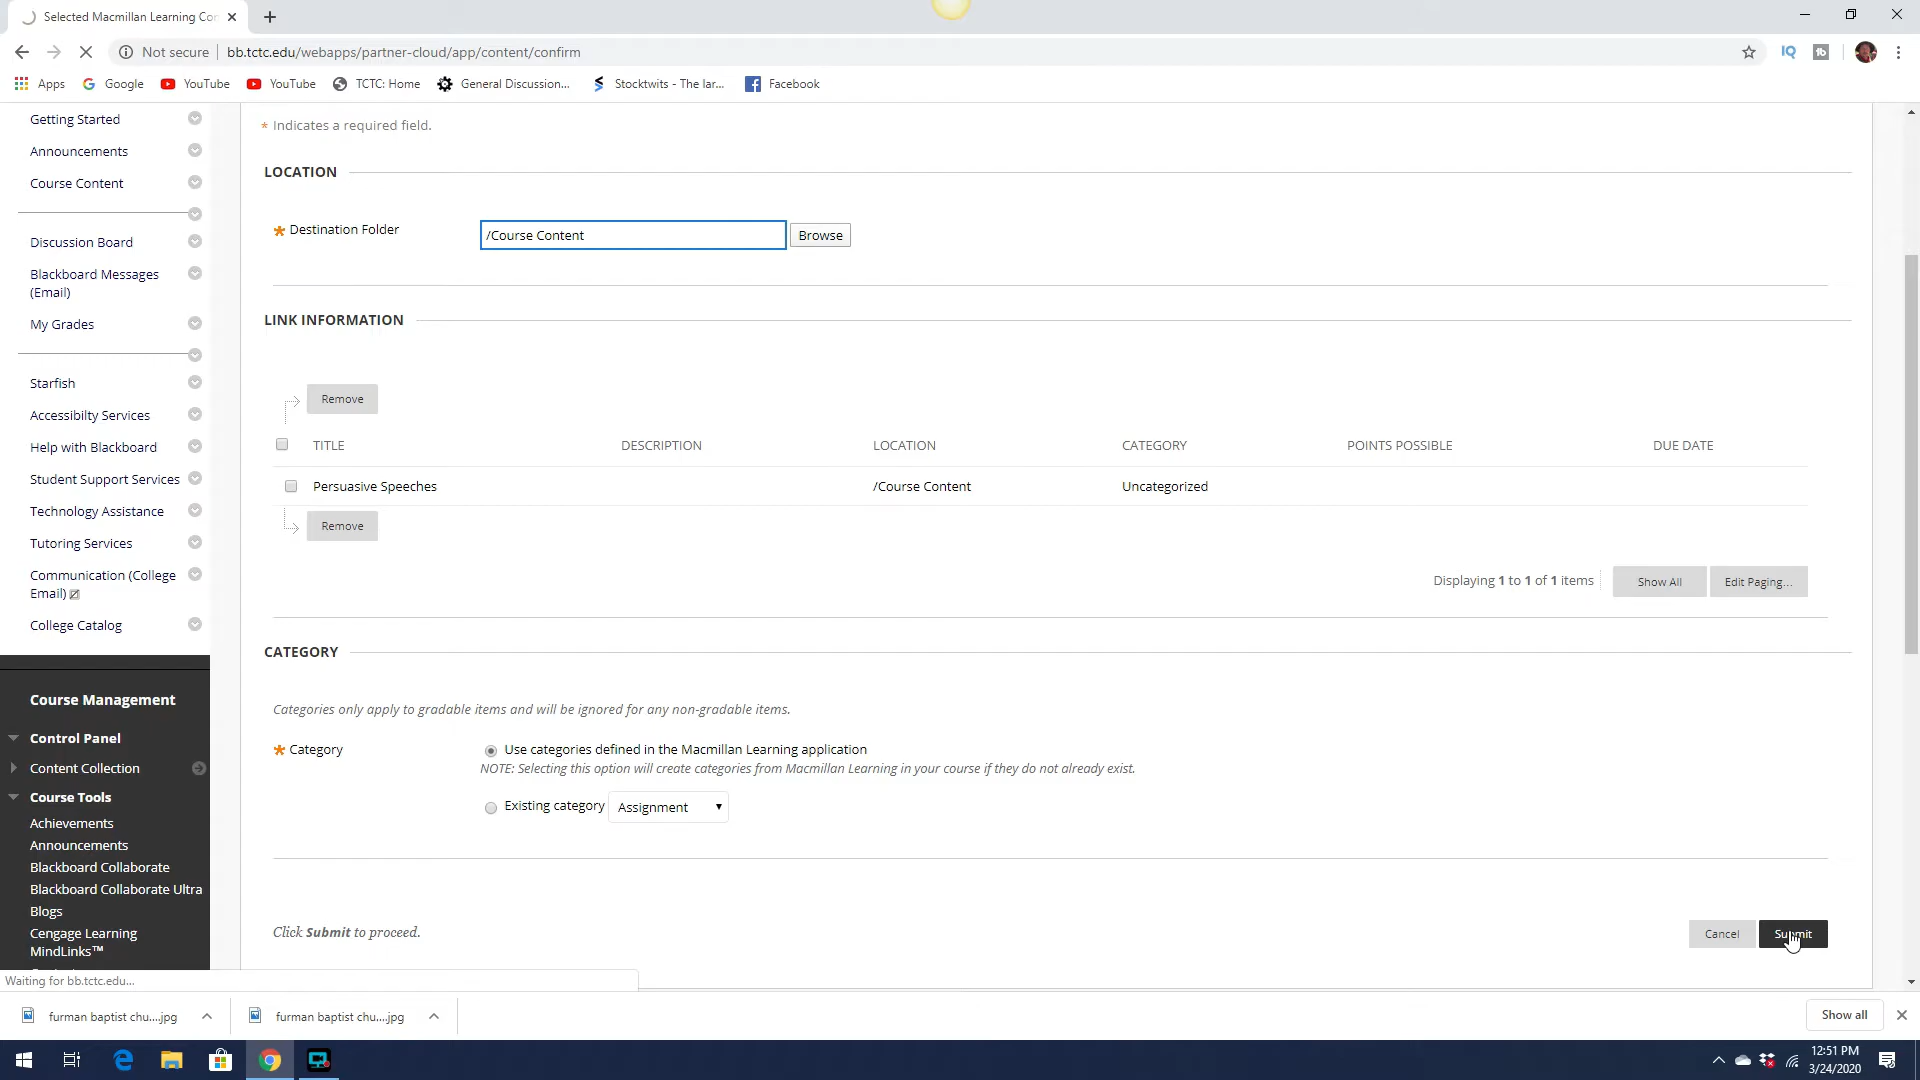 Selected Macmillan Learning Con
Not secure
bb.tctc.edu/webapps/partner-cloud/app/content/confirm
Apps
Google
YouTube
YouTube
TCTC: Home
General Discussion...
Stocktwits - The lar...
Facebook
Getting Started
Announcements
Course Content
Discussion Board
Blackboard Messages
(Email)
My Grades
Starfish
Accessibilty Services
Help with Blackboard
Student Support Services
Technology Assistance
Tutoring Services
Communication (College
Email)
College Catalog
Course Management
Control Panel
Content Collection
Course Tools
Achievements
Announcements
Blackboard Collaborate
Blackboard Collaborate Ultra
Blogs
Cengage Learning
MindLinks™
* Indicates a required field.
LOCATION
* Destination Folder
/Course Content
Browse
LINK INFORMATION
Remove
TITLE DESCRIPTION LOCATION CATEGORY POINTS POSSIBLE DUE DATE
Persuasive Speeches /Course Content Uncategorized
Remove
Displaying 1 to 1 of 1 items
Show All
Edit Paging...
CATEGORY
Categories only apply to gradable items and will be ignored for any non-gradable items.
* Category
Use categories defined in the Macmillan Learning application
NOTE: Selecting this option will create categories from Macmillan Learning in your course if they do not already exist.
Existing category
Assignment
Click Submit to proceed.
Cancel
Submit
Waiting for bb.tctc.edu...
furman baptist chu....jpg
furman baptist chu....jpg
Show all
12:51 PM
3/24/2020